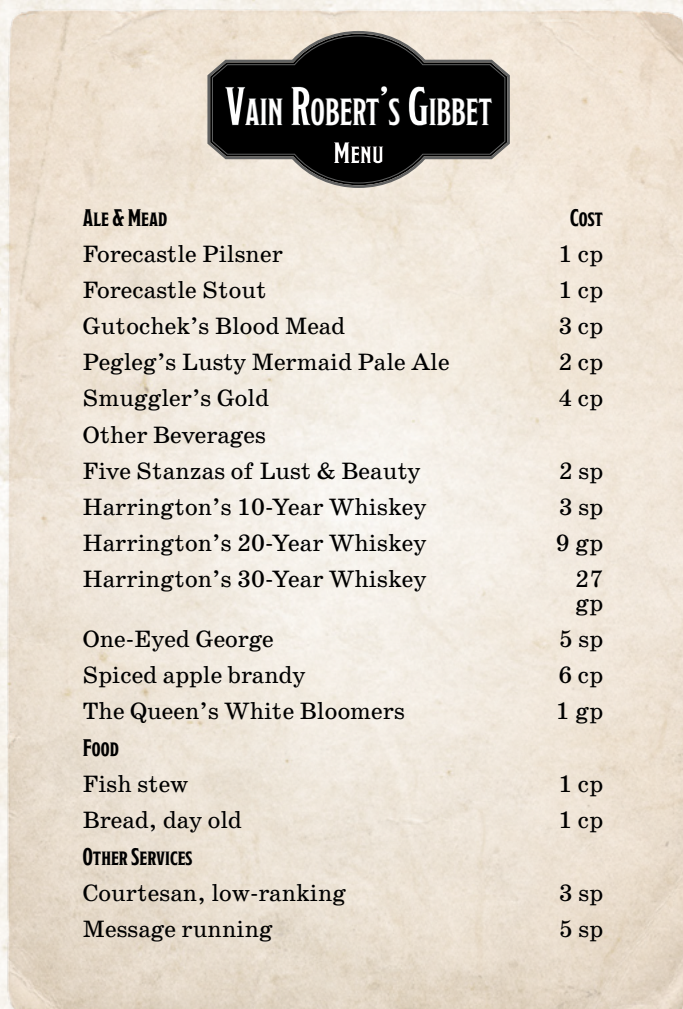 Vain Robert's Gibbet
Menu
Ale & Mead Cost
Forecastle Pilsner 1 cp
Forecastle Stout 1 cp
Gutochek's Blood Mead 3 cp
Pegleg's Lusty Mermaid Pale Ale 2 cp
Smuggler's Gold 4 cp
Other Beverages
Five Stanzas of Lust & Beauty 2 sp
Harrington's 10-Year Whiskey 3 sp
Harrington's 20-Year Whiskey 9 gp
Harrington's 30-Year Whiskey 27
gp
One-Eyed George 5 sp
Spiced apple brandy 6 cp
The Queen's White Bloomers 1 gp
Food
Fish stew 1 cp
Bread, day old 1 cp
Other Services
Courtesan, low-ranking 3 sp
Message running 5 sp